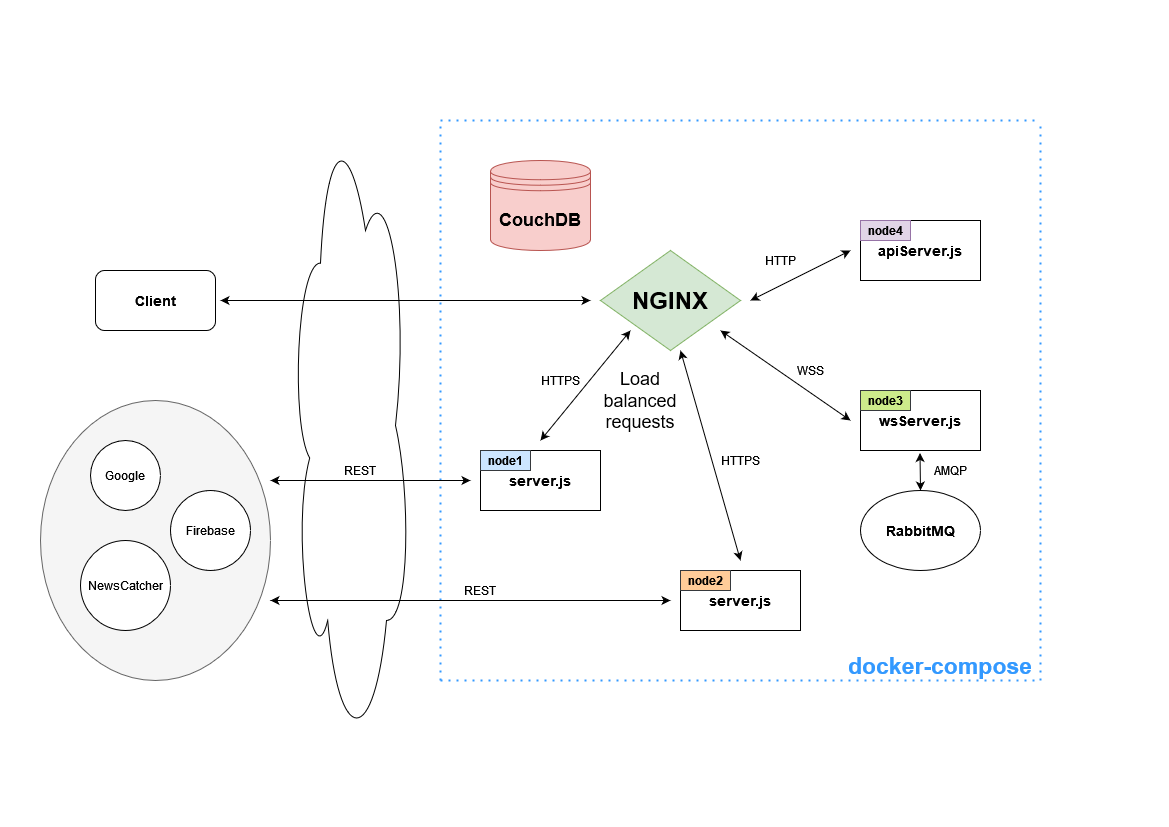 CouchDB
node4
apiServer.js
HTTP
Client
NGINX
WSS
HTTPS
Load
balanced
requests
node3
wsServer.js
Google
REST
node1
server.js
HTTPS
AMQP
Firebase
RabbitMQ
NewsCatcher
REST
node2
server.js
docker-compose